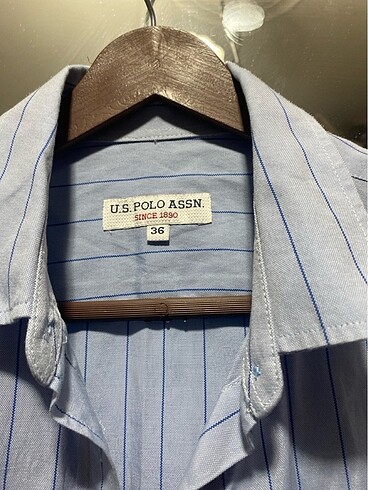 U.S. POLO ASSN.
SINCE 1890
36